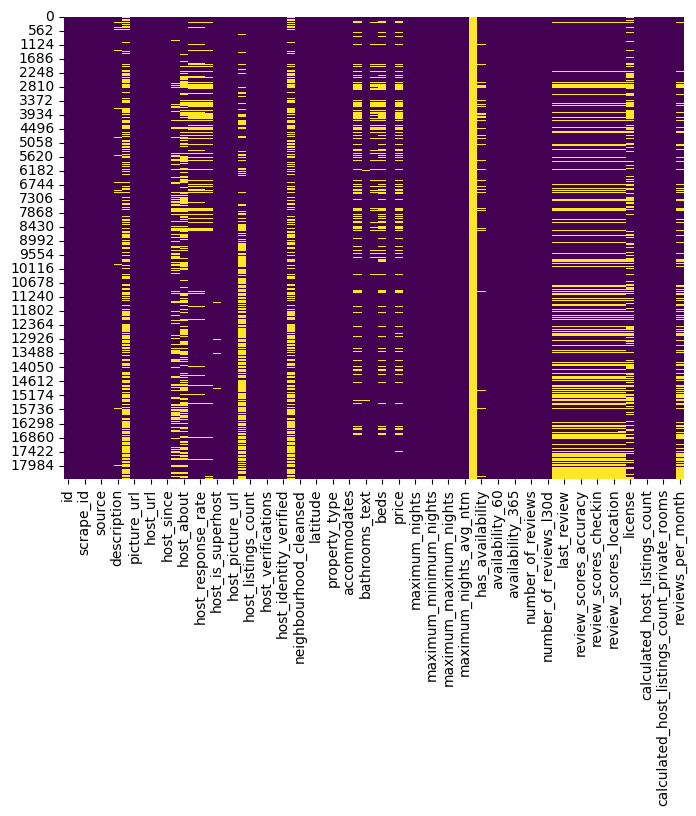 0
562
1124
1686
2248
2810
3372
3934
4496
5058
5620
6182
6744
7306
7868
8430
8992
9554
10116
10678
11240
11802
12364
12926
13488
14050
14612
15174
15736
16298
16860
17422
17984
id
scrape_id
source
description
picture_url
host_url
host_since
host_about
host_response_rate
host_is_superhost
host_picture_url
host_listings_count
host_verifications
host_identity_verified
neighbourhood_cleansed
latitude
property_type
accommodates
bathrooms_text
beds
price
maximum_nights
maximum_minimum_nights
maximum_maximum_nights
maximum_nights_avg_ntm
has_availability
availability_60
availability_365
number_of_reviews
number_of_reviews_l30d
last_review
review_scores_accuracy
review_scores_checkin
review_scores_location
license
calculated_host_listings_count
calculated_host_listings_count_private_rooms
reviews_per_month